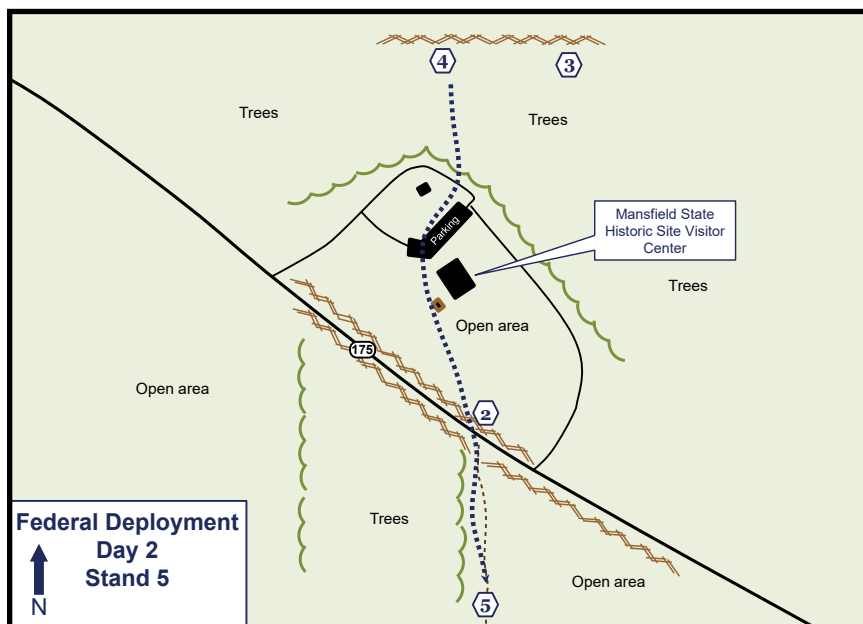 4
3
Trees
Trees
Parking
Mansfield State
Historic Site Visitor
Center
Trees
Open area
175
Open area
2
Trees
Open area
5
Federal Deployment
Day 2
Stand 5
N